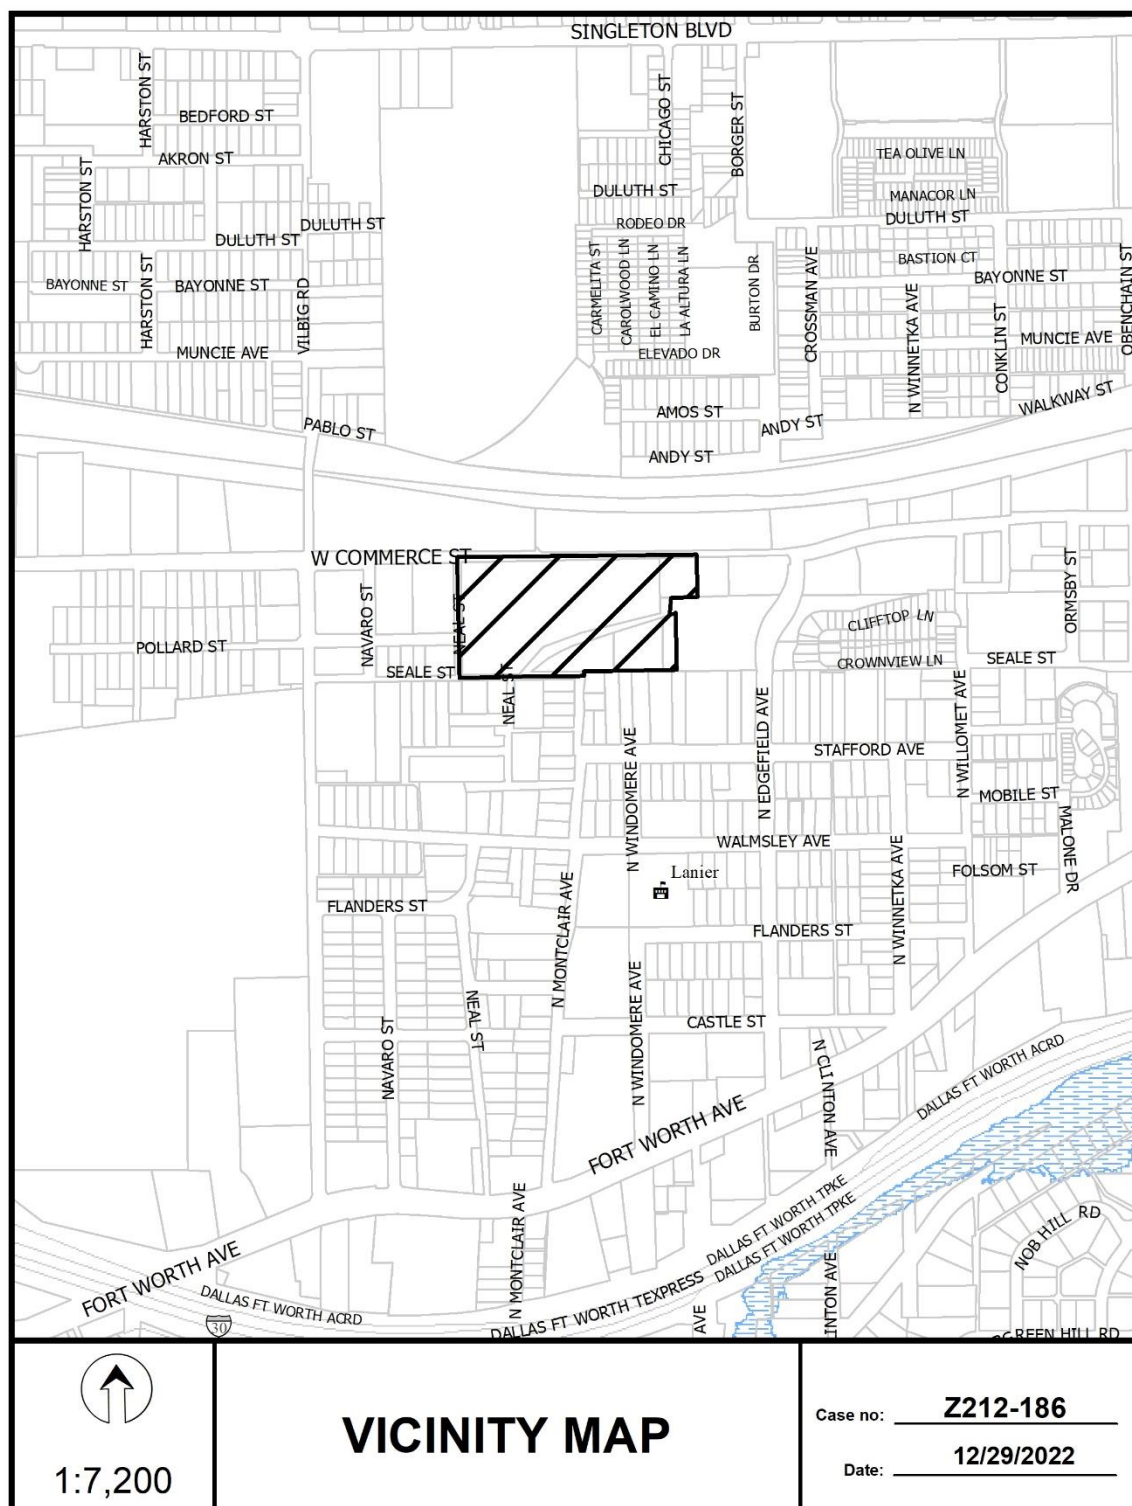 SINGLETON BLVD
HARSTON ST
BEDFORD ST
CHICAGO ST
BORGER ST
AKRON ST
TEA OLIVE LN
HARSTON ST
DULUTH ST
MANACOR LN
DULUTH ST
DULUTH ST
RODEO DR
DULUTH ST
CARMELITA ST
CAROLWOOD LN
EL CAMINO LN
LA ALTURA LN
BURTON DR
CROSSMAN AVE
BASTION CT
BAYONNE ST
OBENCHAIN ST
BAYONNE ST
BAYONNE ST
HARSTON ST
VILBIG RD
N WINNETKA AVE
CONKLIN ST
MUNCIE AVE
MUNCIE AVE
ELEVADO DR
WALKWAY ST
AMOS ST
ANDY ST
PABLO ST
ANDY ST
W COMMERCE ST
NAVARO ST
NEAL ST
ORMSBY ST
CLIFFTOP LN
POLLARD ST
CROWNVIEW LN
SEALE ST
SEALE ST
NEAL ST
N WINDOMERE AVE
N EDGEFIELD AVE
STAFFORD AVE
N WILLOMET AVE
MOBILE ST
MALONE DR
WALMSLEY AVE
Lanier
N WINNETKA AVE
FOLSOM ST
FLANDERS ST
N MONTCLAIR AVE
FLANDERS ST
N WINDOMERE AVE
NEAL ST
NAVARO ST
CASTLE ST
N CLINTON AVE
DALLAS FT WORTH ACRD
FORT WORTH AVE
N MONTCLAIR AVE
DALLAS FT WORTH TPKE
DALLAS FT WORTH TPKE
NOB HILL RD
FORT WORTH AVE
DALLAS FT WORTH ACRD
30
DALLAS FT WORTH TEXPRESS
AVE
LINTON AVE
GREEN HILL RD
1:7,200
VICINITY MAP
Case no: Z212-186
Date: 12/29/2022